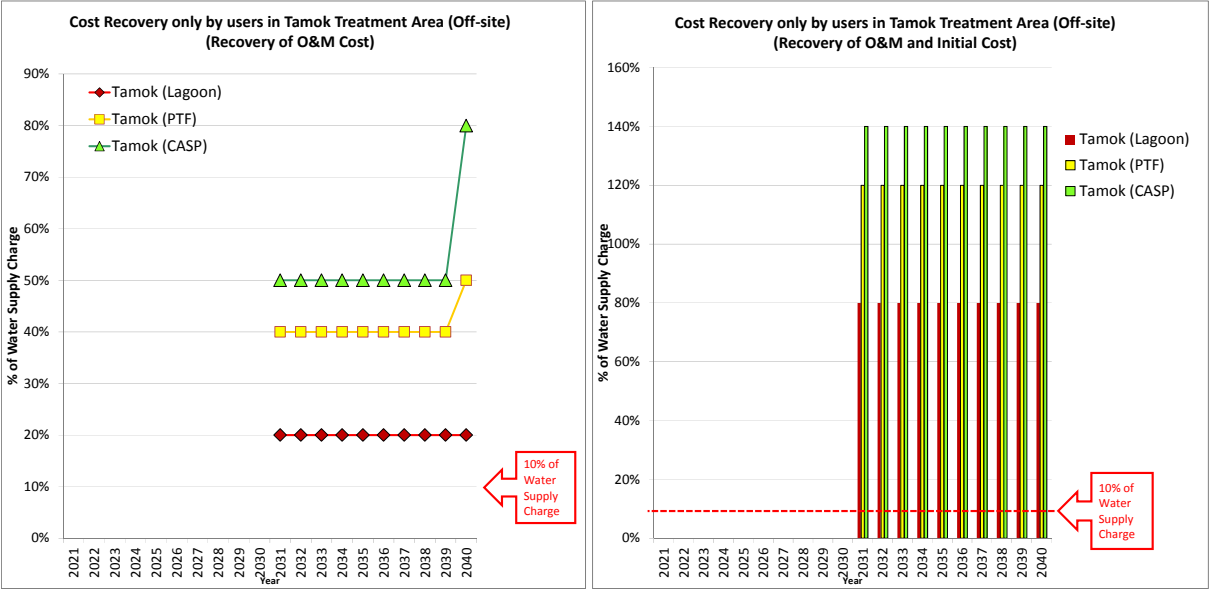 Cost Recovery only by users in Tamok Treatment Area (Off-site)
(Recovery of O&M Cost)
90%
80%
70%
60%
50%
40%
30%
20%
10%
0%
% of Water Supply Charge
Tamok (Lagoon)
Tamok (PTF)
Tamok (CASP)
10% of
Water
Supply
Charge
2021
2022
2023
2024
2025
2026
2027
2028
2029
2030
2031
2032
2033
2034
2035
2036
2037
2038
2039
2040
Year
Cost Recovery only by users in Tamok Treatment Area (Off-site)
(Recovery of O&M and Initial Cost)
160%
140%
120%
100%
80%
60%
40%
20%
0%
% of Water Supply Charge
Tamok (Lagoon)
Tamok (PTF)
Tamok (CASP)
10% of
Water
Supply
Charge
2021
2022
2023
2024
2025
2026
2027
2028
2029
2030
2031
2032
2033
2034
2035
2036
2037
2038
2039
2040
Year